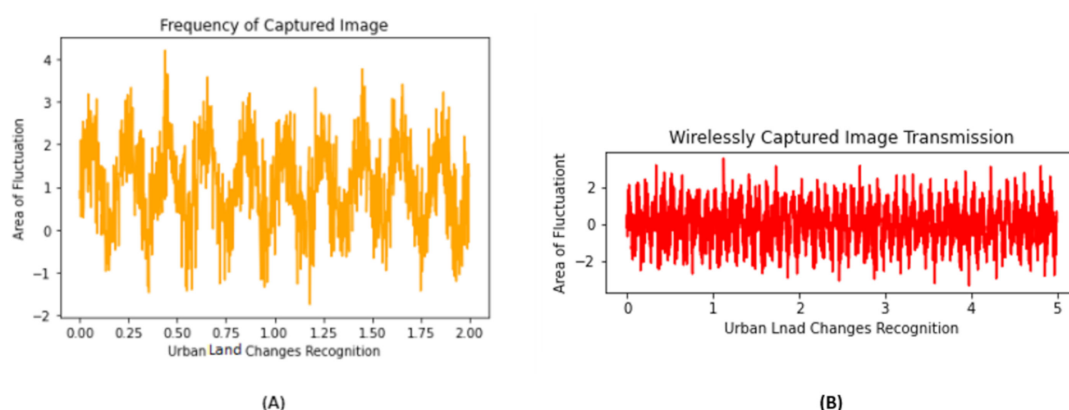 Frequency of Captured Image
Area of Fluctuation
4
3
2
1
0
−1
−2
0.00 0.25 0.50 0.75 1.00 1.25 1.50 1.75 2.00
Urban Land Changes Recognition
(A)
Wirelessly Captured Image Transmission
Area of Fluctuationt
2
0
−2
0 1 2 3 4 5
Urban Lnad Changes Recognition
(B)